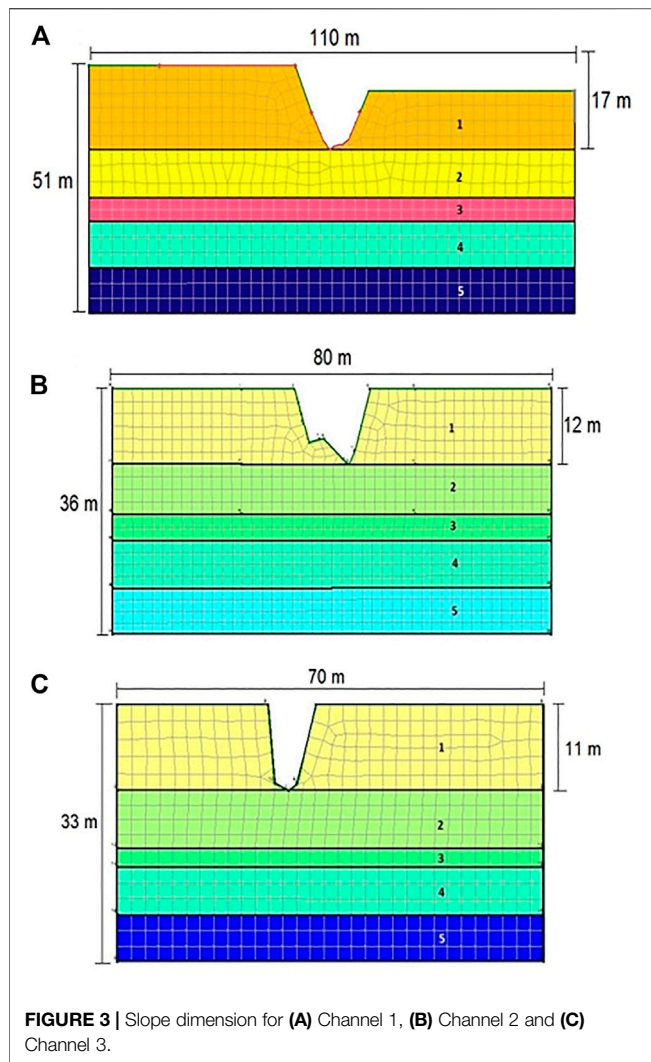 A
110 m
17 m
51 m
1
2
3
4
5
B
80 m
12 m
36 m
1
2
3
4
5
C
70 m
11 m
33 m
1
2
3
4
5
FIGURE 3 | Slope dimension for (A) Channel 1, (B) Channel 2 and (C)
Channel 3.